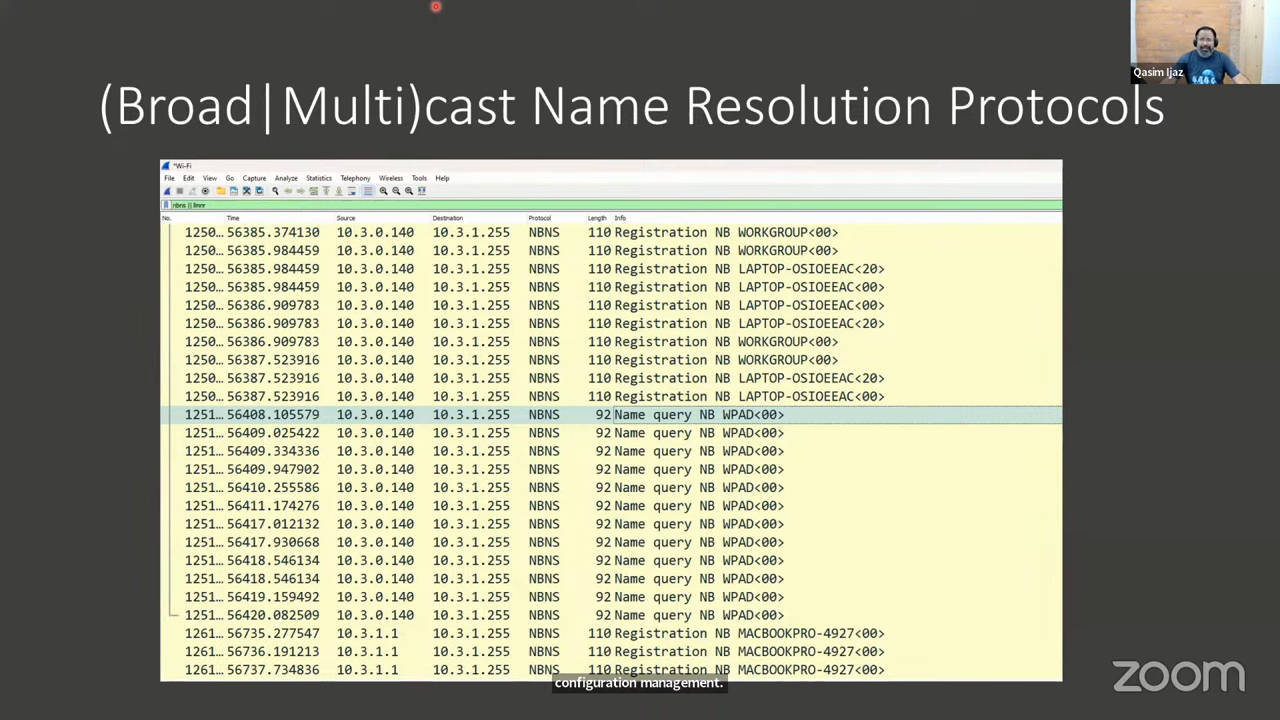 Qasim Ijaz
(Broad|Multi)cast Name Resolution Protocols
*Wi-Fi
File Edit View Go Capture Analyze Statistics Telephony Wireless Tools Help
nbns || llmnr
No. Time Source Destination Protocol Length Info
1250… 56385.374130 10.3.0.140 10.3.1.255 NBNS 110 Registration NB WORKGROUP<00>
1250… 56385.984459 10.3.0.140 10.3.1.255 NBNS 110 Registration NB WORKGROUP<00>
1250… 56385.984459 10.3.0.140 10.3.1.255 NBNS 110 Registration NB LAPTOP-OSIOEEAC<20>
1250… 56385.984459 10.3.0.140 10.3.1.255 NBNS 110 Registration NB LAPTOP-OSIOEEAC<00>
1250… 56386.909783 10.3.0.140 10.3.1.255 NBNS 110 Registration NB LAPTOP-OSIOEEAC<00>
1250… 56386.909783 10.3.0.140 10.3.1.255 NBNS 110 Registration NB LAPTOP-OSIOEEAC<20>
1250… 56386.909783 10.3.0.140 10.3.1.255 NBNS 110 Registration NB WORKGROUP<00>
1250… 56387.523916 10.3.0.140 10.3.1.255 NBNS 110 Registration NB WORKGROUP<00>
1250… 56387.523916 10.3.0.140 10.3.1.255 NBNS 110 Registration NB LAPTOP-OSIOEEAC<20>
1250… 56387.523916 10.3.0.140 10.3.1.255 NBNS 110 Registration NB LAPTOP-OSIOEEAC<00>
1251… 56408.105579 10.3.0.140 10.3.1.255 NBNS 92 Name query NB WPAD<00>
1251… 56409.025422 10.3.0.140 10.3.1.255 NBNS 92 Name query NB WPAD<00>
1251… 56409.334336 10.3.0.140 10.3.1.255 NBNS 92 Name query NB WPAD<00>
1251… 56409.947902 10.3.0.140 10.3.1.255 NBNS 92 Name query NB WPAD<00>
1251… 56410.255586 10.3.0.140 10.3.1.255 NBNS 92 Name query NB WPAD<00>
1251… 56411.174276 10.3.0.140 10.3.1.255 NBNS 92 Name query NB WPAD<00>
1251… 56417.012132 10.3.0.140 10.3.1.255 NBNS 92 Name query NB WPAD<00>
1251… 56417.930668 10.3.0.140 10.3.1.255 NBNS 92 Name query NB WPAD<00>
1251… 56418.546134 10.3.0.140 10.3.1.255 NBNS 92 Name query NB WPAD<00>
1251… 56418.546134 10.3.0.140 10.3.1.255 NBNS 92 Name query NB WPAD<00>
1251… 56419.159492 10.3.0.140 10.3.1.255 NBNS 92 Name query NB WPAD<00>
1251… 56420.082509 10.3.0.140 10.3.1.255 NBNS 92 Name query NB WPAD<00>
1261… 56735.277547 10.3.1.1 10.3.1.255 NBNS 110 Registration NB MACBOOKPRO-4927<00>
1261… 56736.191213 10.3.1.1 10.3.1.255 NBNS 110 Registration NB MACBOOKPRO-4927<00>
1261… 56737.734836 10.3.1.1 10.3.1.255 NBNS 110 Registration NB MACBOOKPRO-4927<00>
configuration management.
zoom